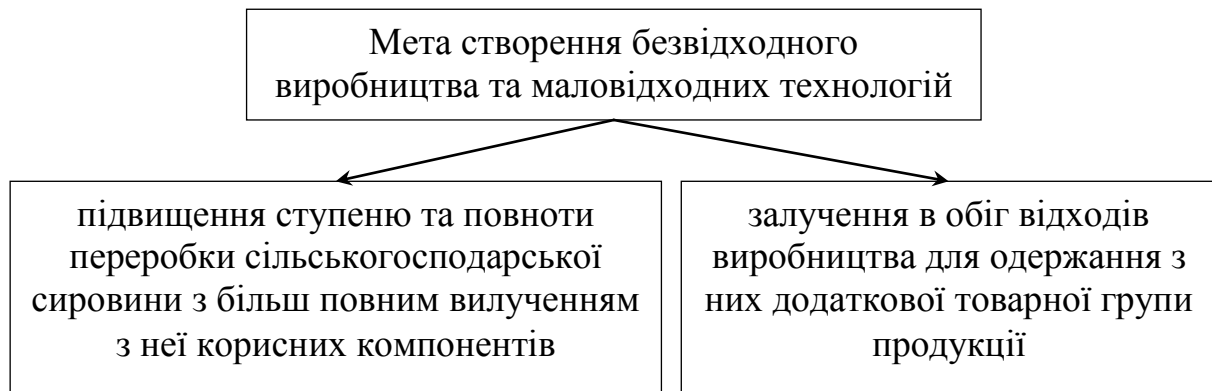 Мета створення безвідходного
виробництва та маловідходних технологій
підвищення ступеню та повноти
переробки сільськогосподарської
сировини з більш повним вилученням
з неї корисних компонентів
залучення в обіг відходів
виробництва для одержання з
них додаткової товарної групи
продукції